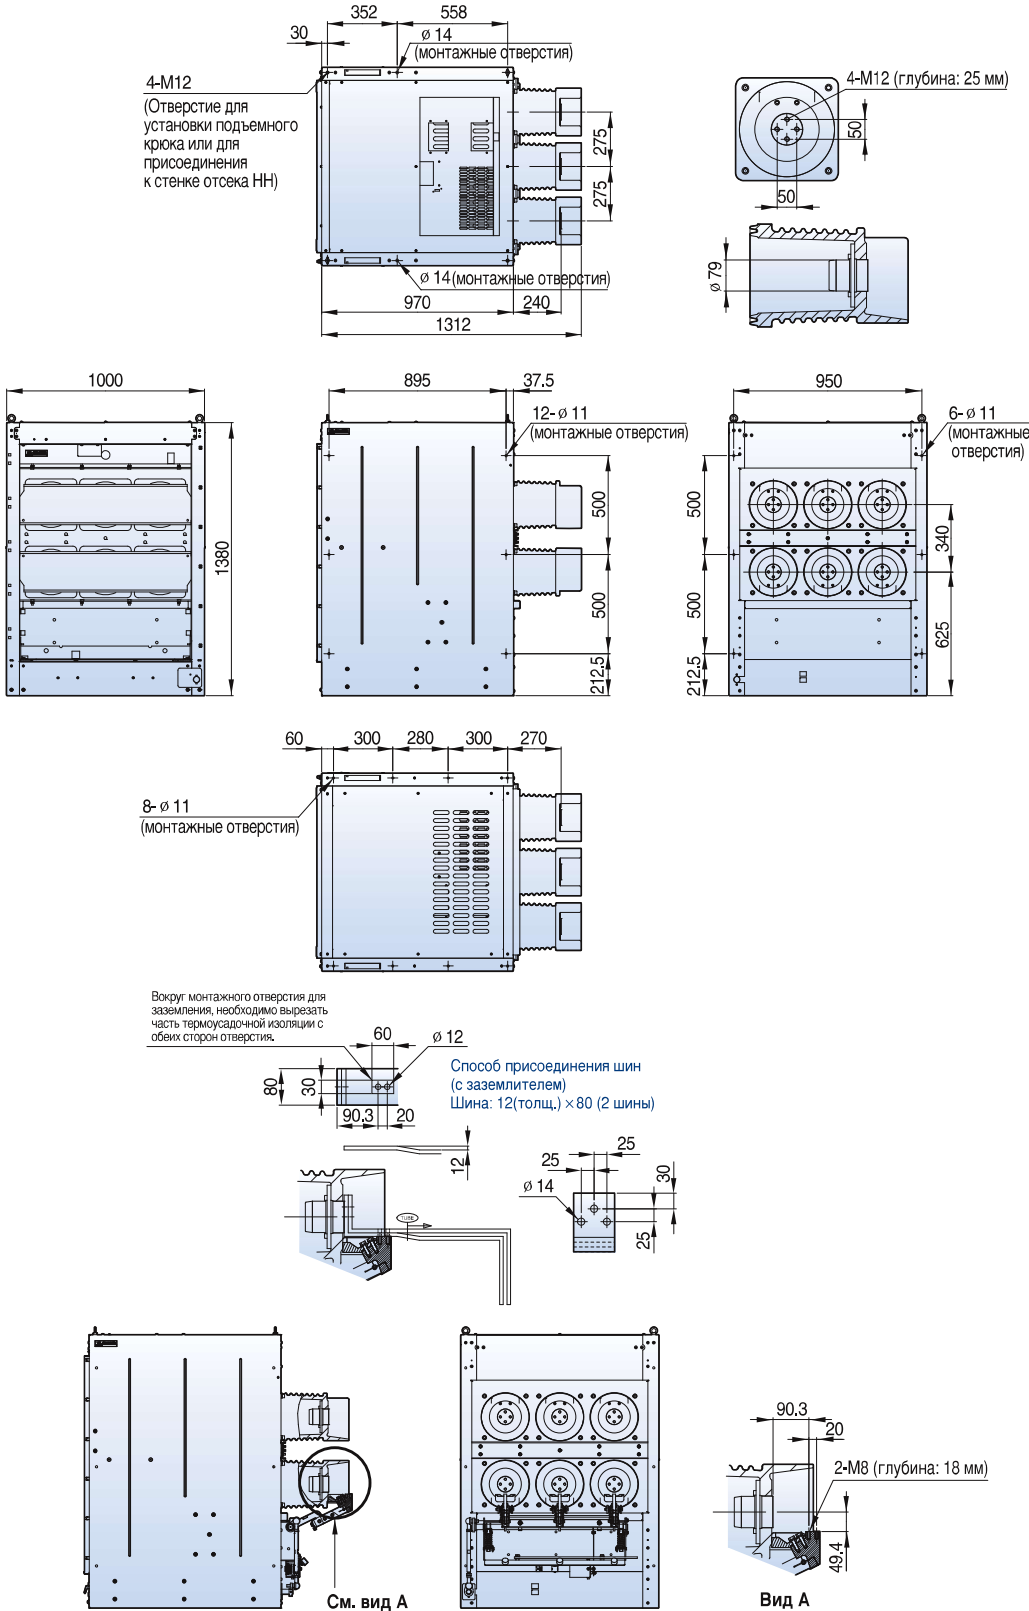 352
558
30
ø 14
(монтажные отверстия)
4-M12
(Отверстие для
установки подъемного
крюка или для
присоединения
к стенке отсека НН)
275
275
ø 14 (монтажные отверстия)
970
240
1312
4-M12 (глубина: 25 мм)
50
50
ø 79
1000
1380
895
37.5
12- ø 11
(монтажные отверстия)
500
500
212.5
950
6- ø 11
(монтажные
отверстия)
500
500
212.5
340
625
60
300
280
300
270
8- ø 11
(монтажные отверстия)
Вокруг монтажного отверстия для
заземления, необходимо вырезать
часть термоусадочной изоляции с
обеих сторон отверстия.
60
ø 12
80
30
90.3
20
Способ присоединения шин
(с заземлителем)
Шина: 12(толщ.) × 80 (2 шины)
12
TUBE
25
25
30
ø 14
25
См. вид А
90.3
20
2-M8 (глубина: 18 мм)
49.4
Вид А